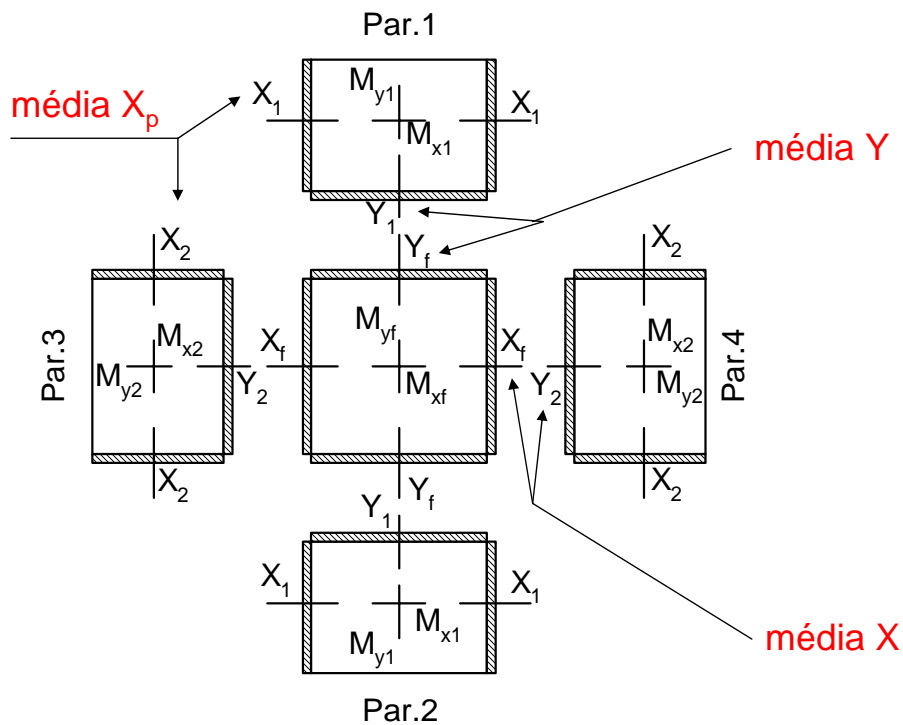 Par.1
média Xp
X1
My1
X1
Mx1
média Y
Y1
X2
Yf
X2
Par.3
Mx2
My2
Y2
Xf
Myf
Mxf
Xf
Y2
Mx2
My2
Par.4
X2
Yf
X2
Y1
X1
Mx1
My1
X1
média X
Par.2